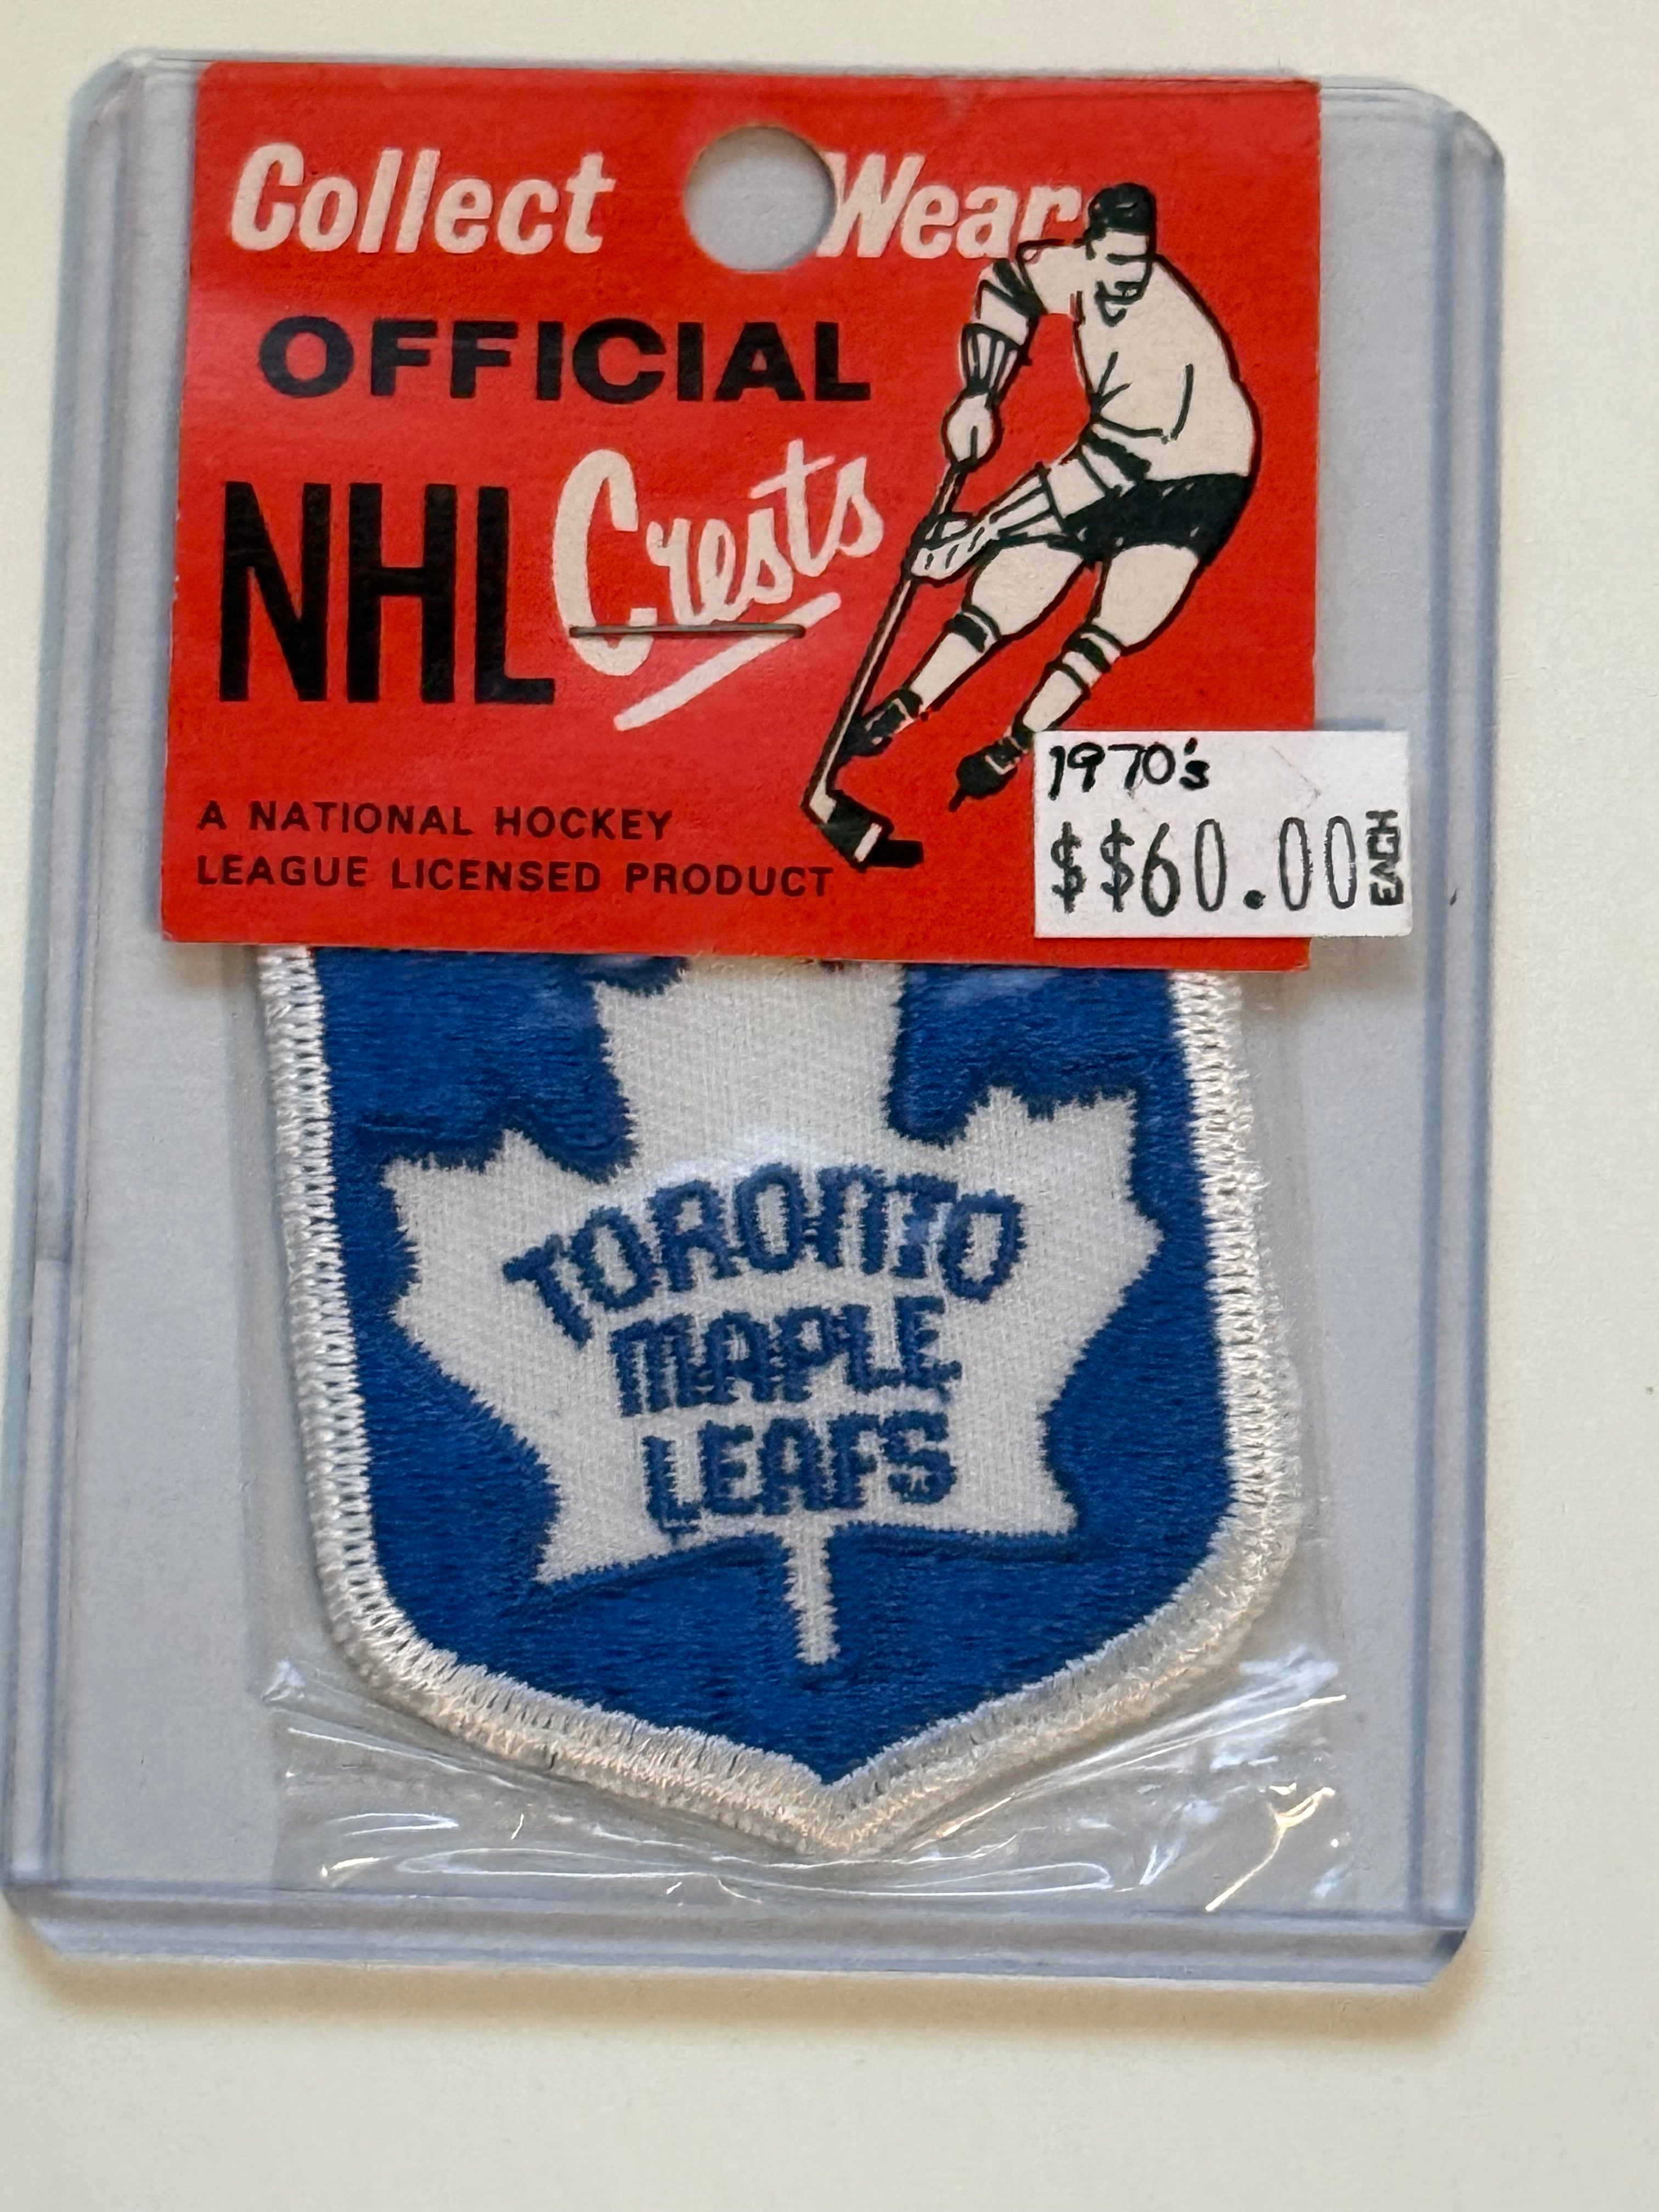 Collect Wear
OFFICIAL
NHL Crests
A NATIONAL HOCKEY
LEAGUE LICENSED PRODUCT
1970's
$$60.00 EACH
TORONTO
MAPLE
LEAFS